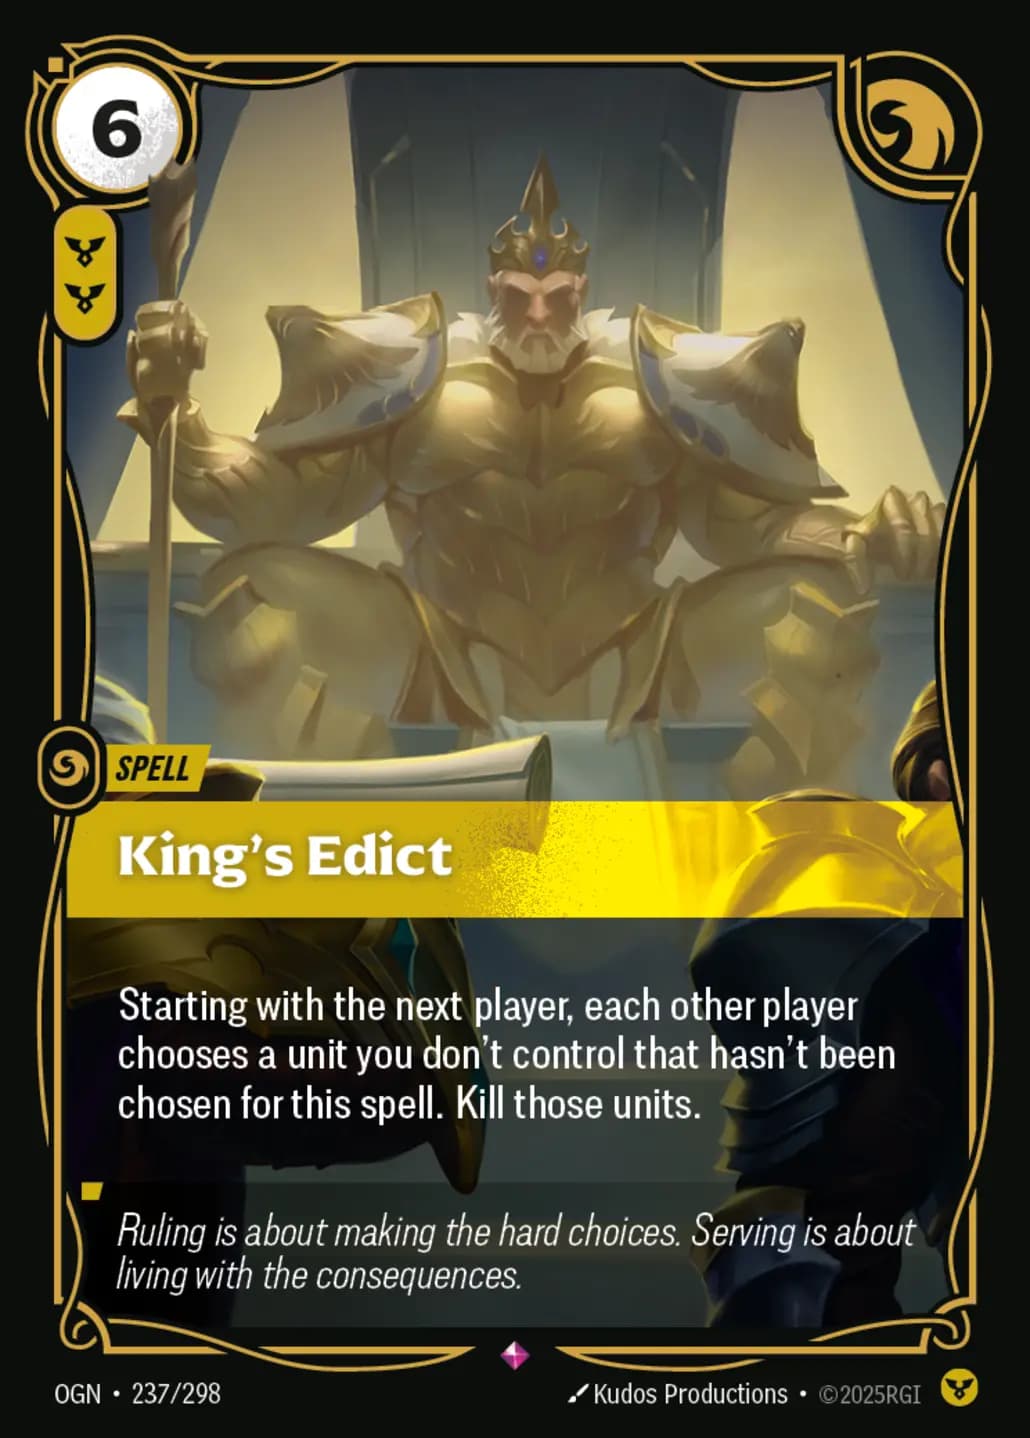 6
SPELL
King’s Edict
Starting with the next player, each other player
chooses a unit you don’t control that hasn’t been
chosen for this spell. Kill those units.
Ruling is about making the hard choices. Serving is about
living with the consequences.
OGN • 237/298
Kudos Productions • ©2025RGI